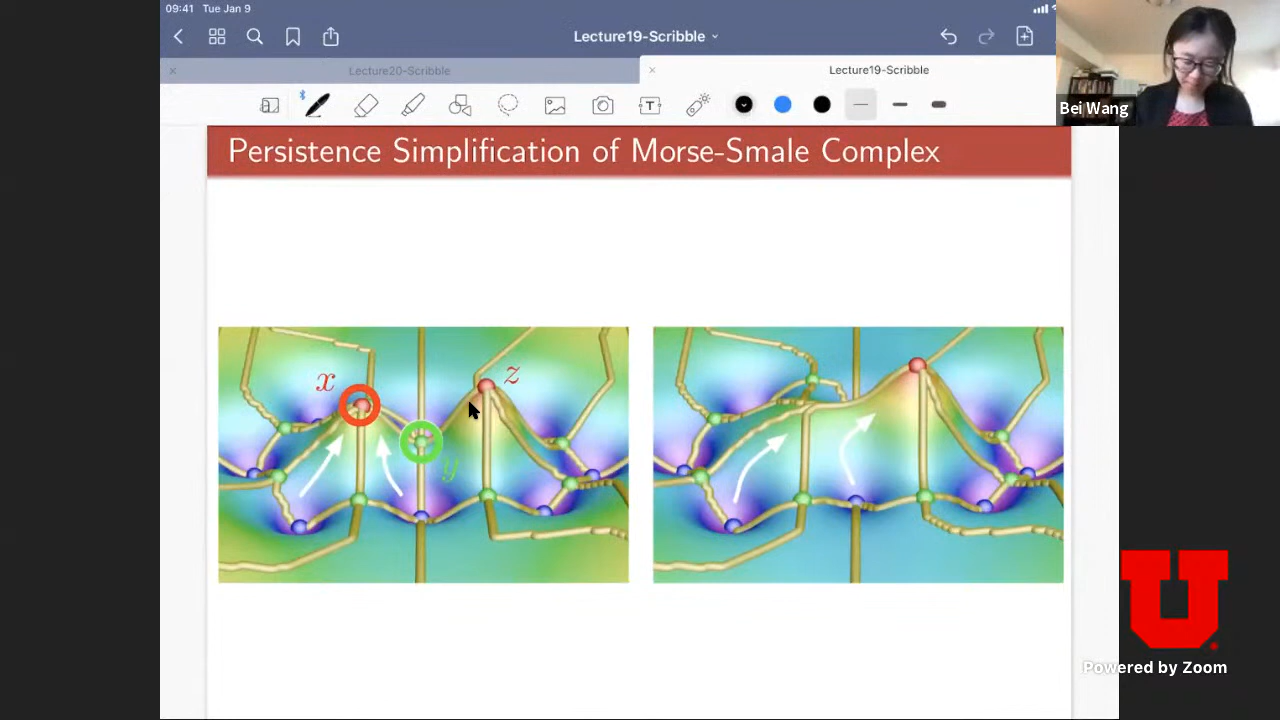 09:41 Tue Jan 9
Lecture19-Scribble
Lecture20-Scribble
Lecture19-Scribble
T
Bei Wang
Persistence Simplification of Morse-Smale Complex
x
z
y
U
Powered by Zoom